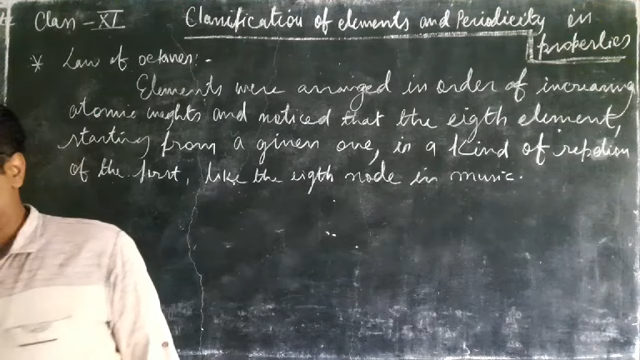 Class - XI
Classification of elements and Periodicity in
properties
* Law of octaves:-
Elements were arranged in order of increasing
atomic weights and noticed that the eigth element,
starting from a given one, is a kind of repetion
of the first, like the eigth node in music.